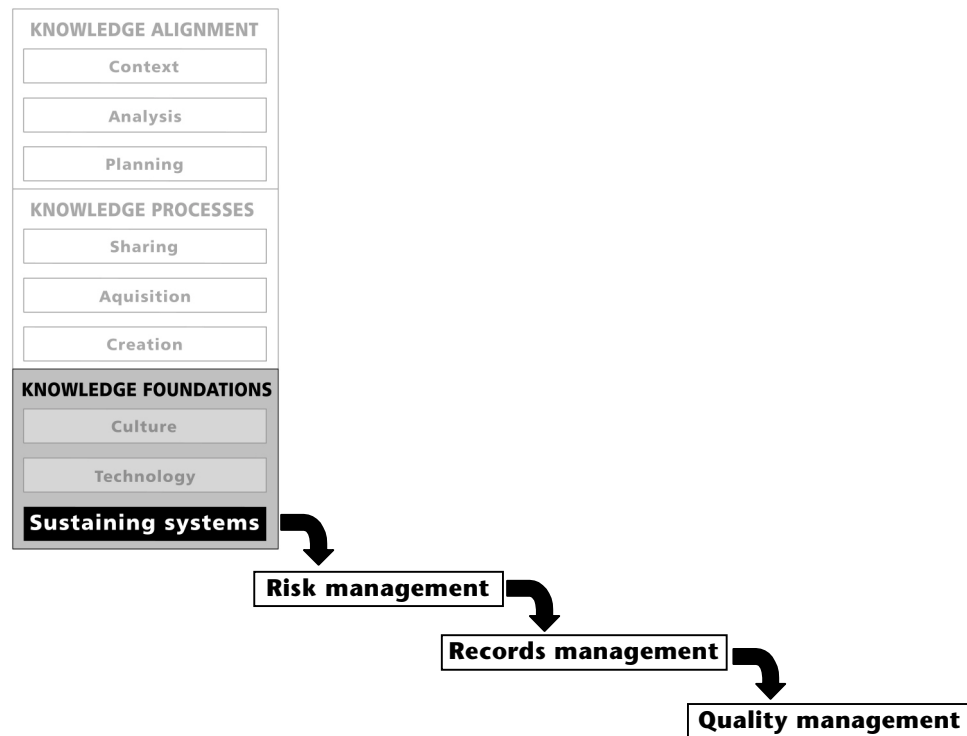 KNOWLEDGE ALIGNMENT
Context
Analysis
Planning
KNOWLEDGE PROCESSES
Sharing
Aquisition
Creation
KNOWLEDGE FOUNDATIONS
Culture
Technology
Sustaining systems
Risk management
Records management
Quality management